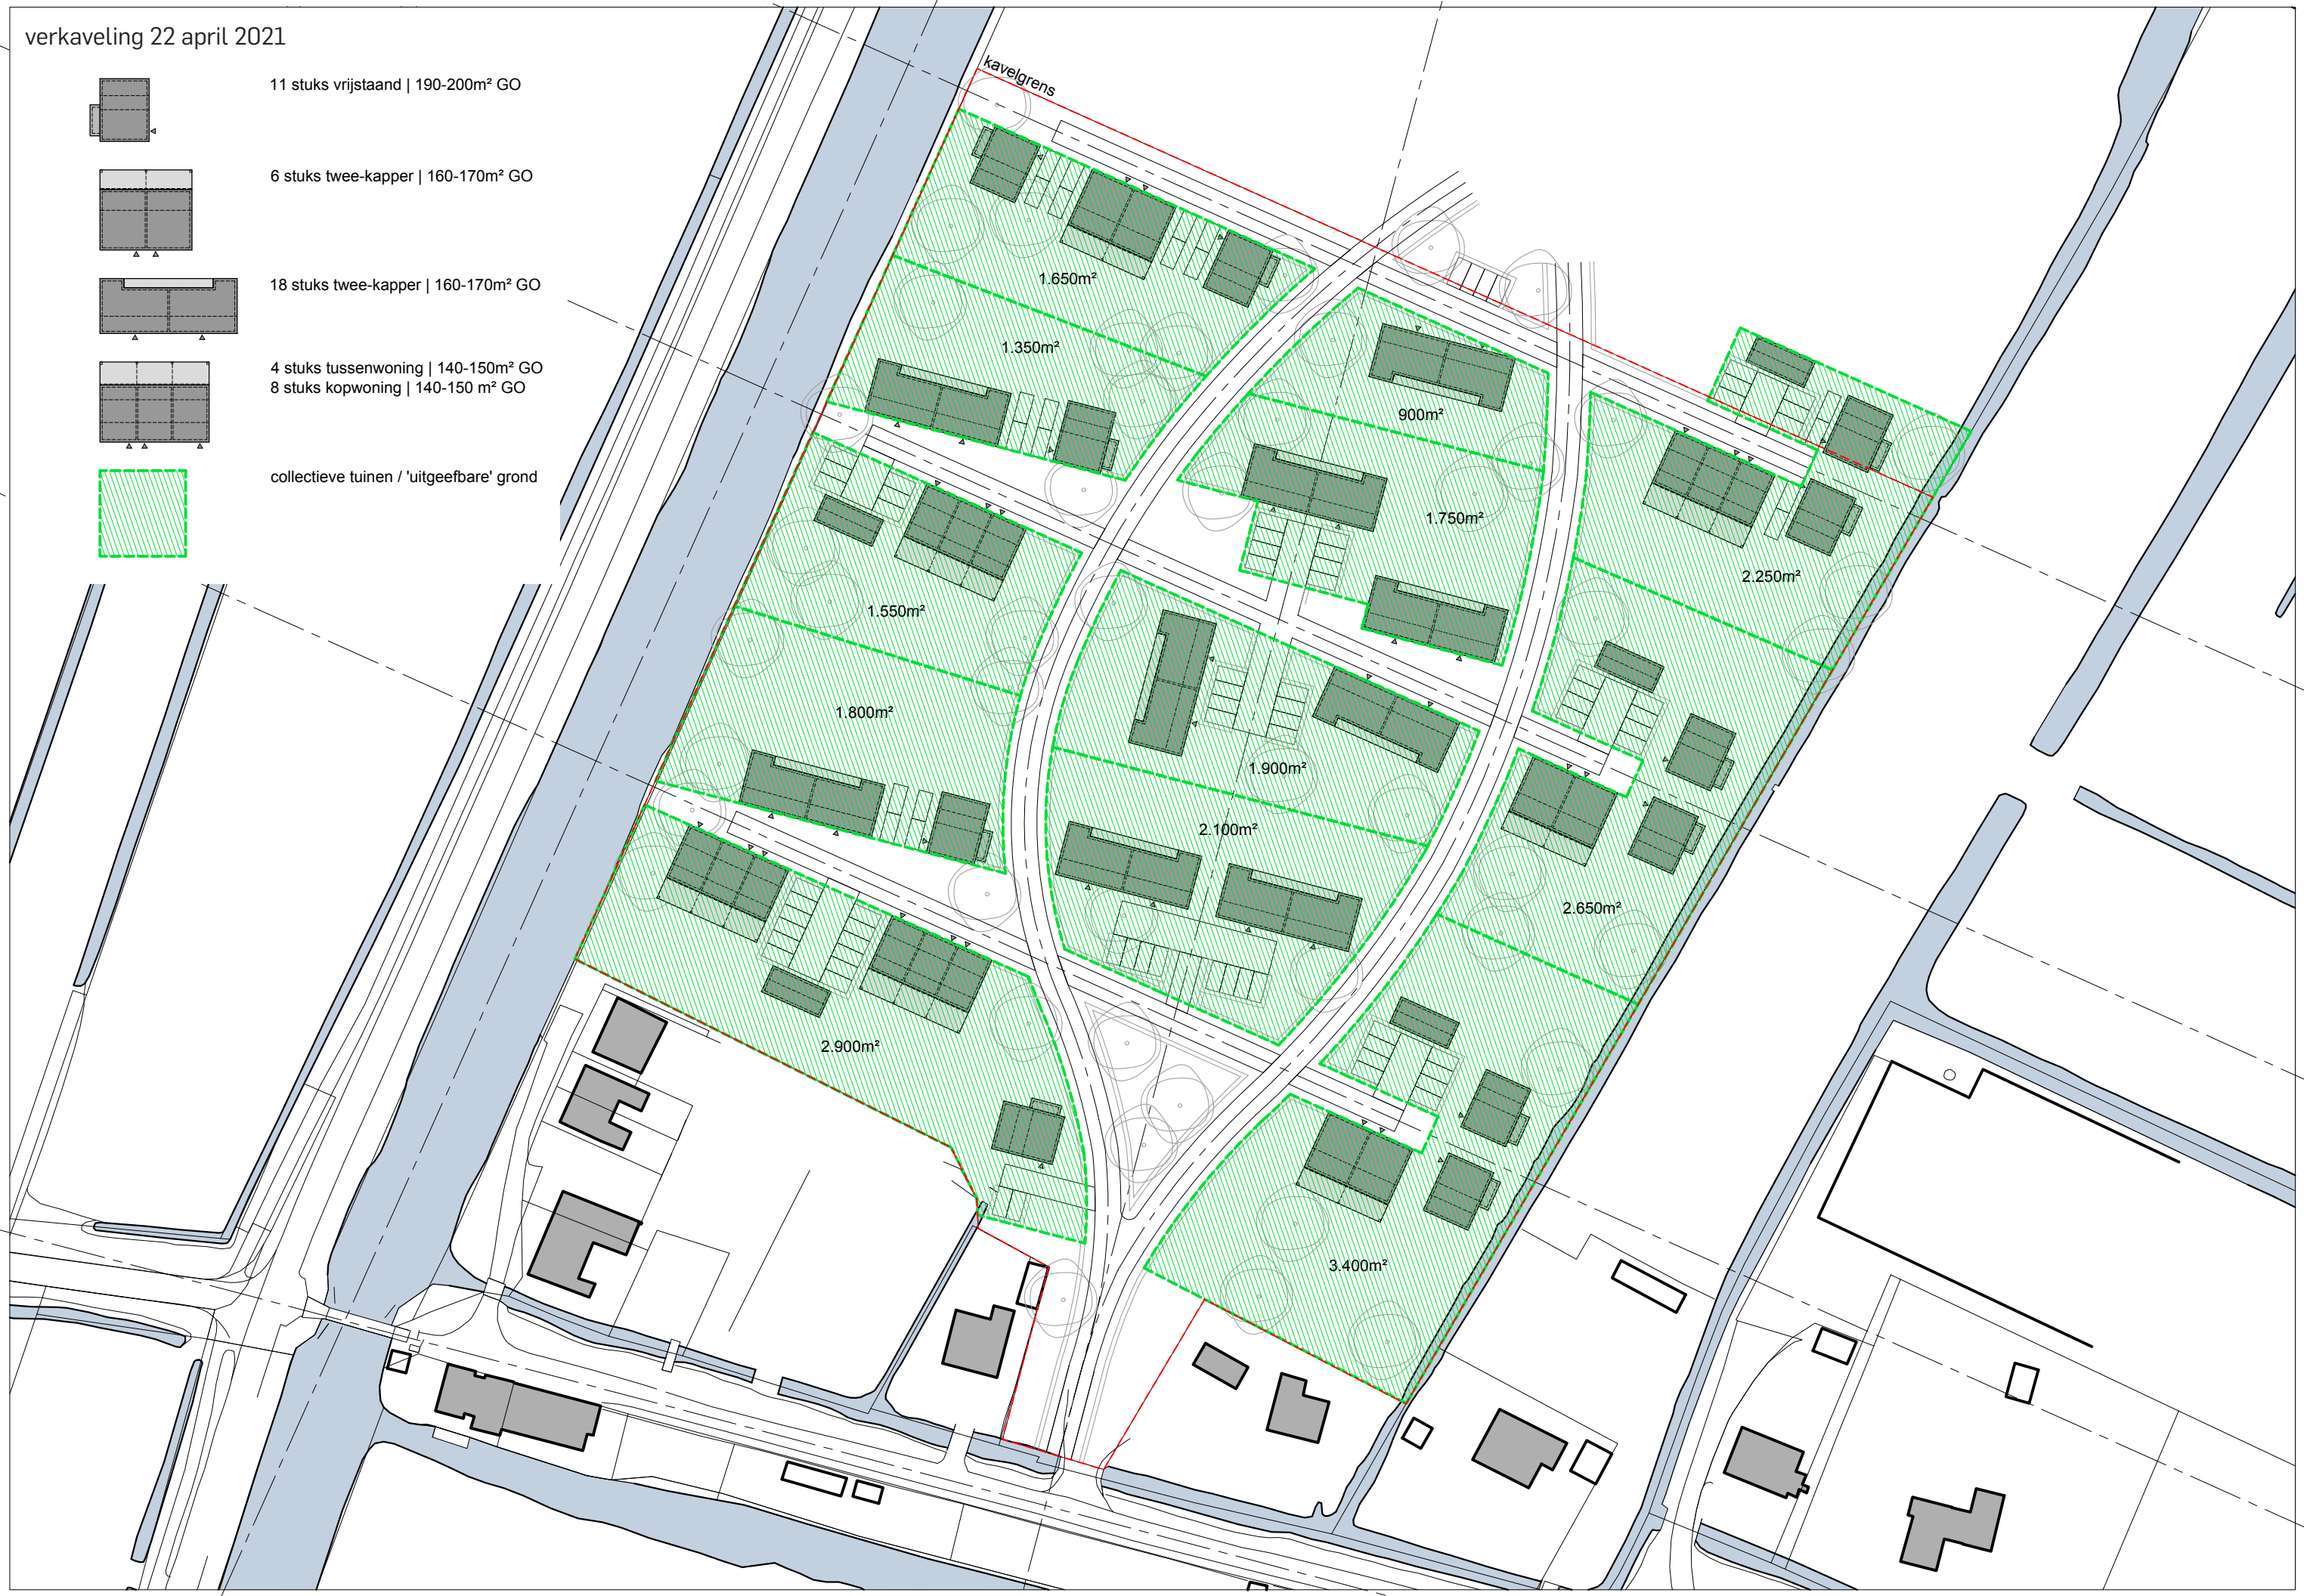 verkaveling 22 april 2021
11 stuks vrijstaand | 190-200m² GO
6 stuks twee-kapper | 160-170m² GO
18 stuks twee-kapper | 160-170m² GO
4 stuks tussenwoning | 140-150m² GO
8 stuks kopwoning | 140-150 m² GO
collectieve tuinen / 'uitgeefbare' grond
kavelgrens
1.650m²
1.350m²
900m²
1.750m²
2.250m²
1.550m²
1.800m²
1.900m²
2.100m²
2.650m²
2.900m²
3.400m²